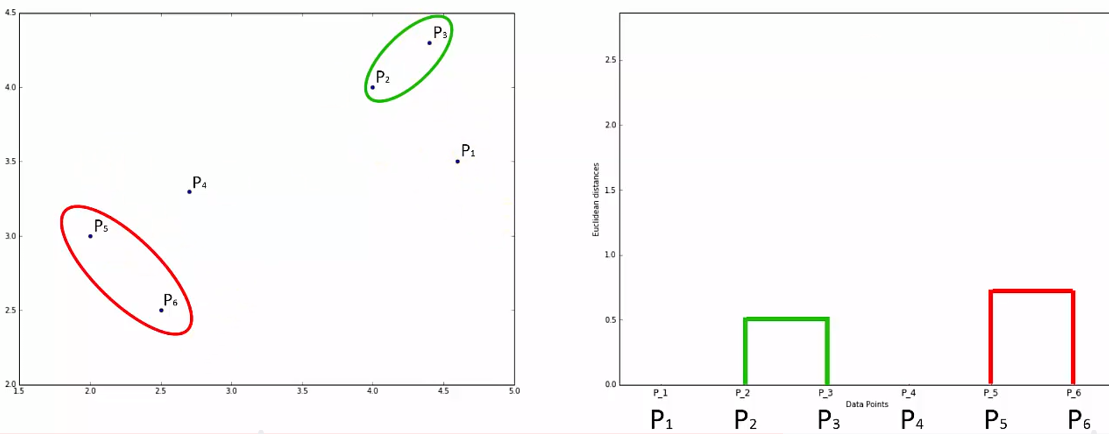 4.5
4.0
3.5
3.0
2.5
2.0
1.5 2.0 2.5 3.0 3.5 4.0 4.5 5.0
P3
P2
P1
P4
P5
P6
2.5
2.0
1.5
1.0
0.5
0.0
Euclidean distances
P_1 P_2 P_3 P_4 P_5 P_6
Data Points
P1 P2 P3 P4 P5 P6